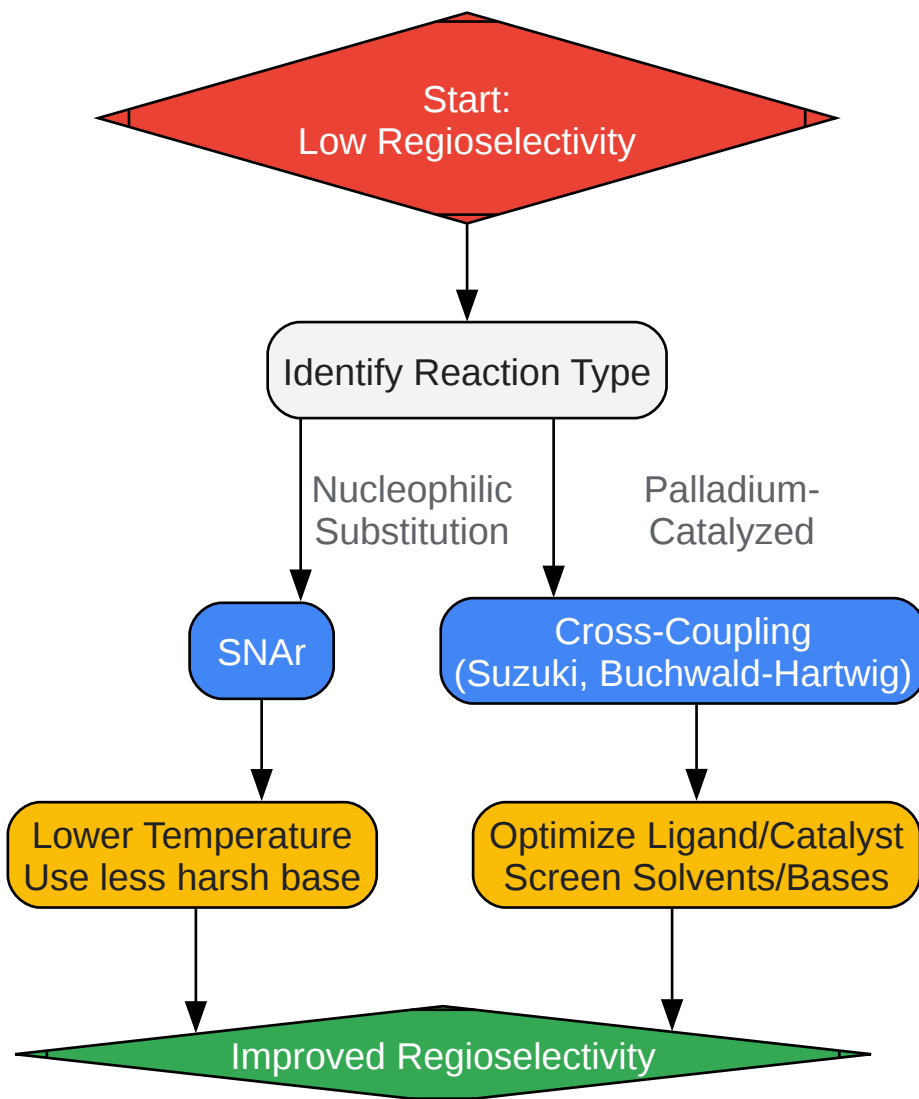 Start:
Low Regioselectivity
Identify Reaction Type
Nucleophilic
Substitution
Palladium-
Catalyzed
SNAr
Cross-Coupling
(Suzuki, Buchwald-Hartwig)
Lower Temperature
Use less harsh base
Optimize Ligand/Catalyst
Screen Solvents/Bases
Improved Regioselectivity